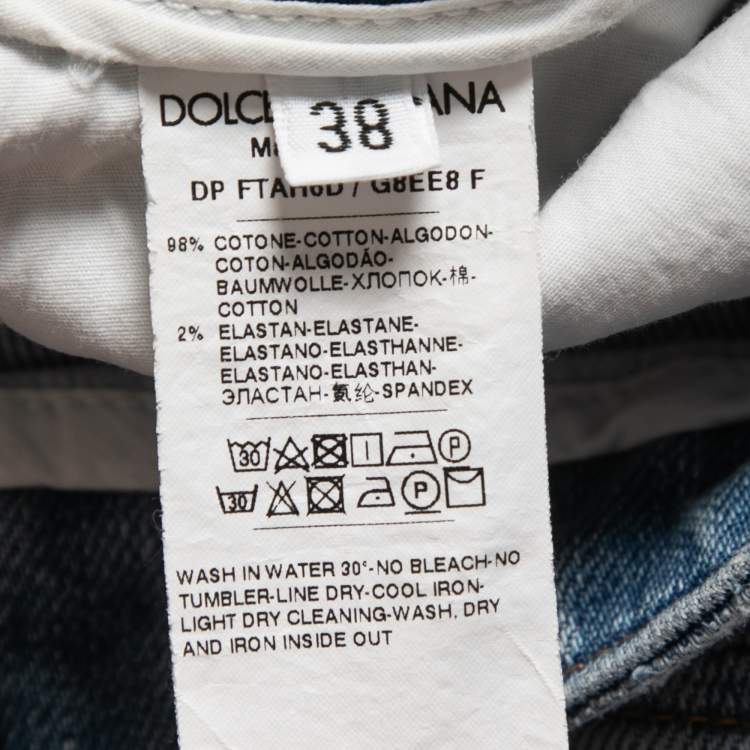 DOLCE ANA
38
DP FTAH6D / G8EE8 F
98% COTONE-COTTON-ALGODON-
COTON-ALGODÃO-
BAUMWOLLE-ХЛОПОК-棉-
COTTON
2% ELASTAN-ELASTANE-
ELASTANO-ELASTHANNE-
ELASTANO-ELASTHAN-
ЭЛАСТАН-氨纶-SPANDEX
30 P
30 P
WASH IN WATER 30°-NO BLEACH-NO
TUMBLER-LINE DRY-COOL IRON-
LIGHT DRY CLEANING-WASH, DRY
AND IRON INSIDE OUT